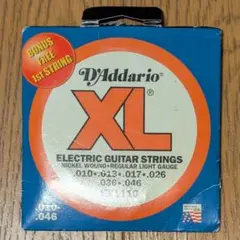 BONUS
FREE
1st STRING
D'Addario
XL®
ELECTRIC GUITAR STRINGS
NICKEL WOUND • REGULAR LIGHT GAUGE
.010 • .013 • .017 • .026
.036 • .046
EXL110
.010-
.046